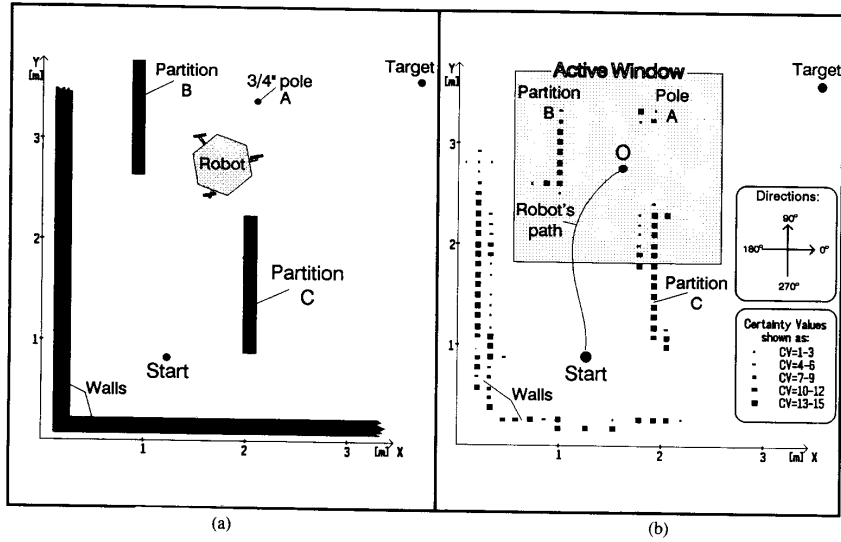 Y
[m]
3
2
1
Partition
B
3/4" pole
A
Target
Robot
Partition
C
Start
Walls
1
2
3
[m] X
(a)
Y
[m]
3
2
1
Active Window
Partition
B
Pole
A
Target
O
Robot's
path
Directions:
90°
180°
0°
270°
Partition
C
Certainty Values
shown as:
CV=1-3
CV=4-6
CV=7-9
CV=10-12
CV=13-15
Start
Walls
1
2
3
[m] X
(b)